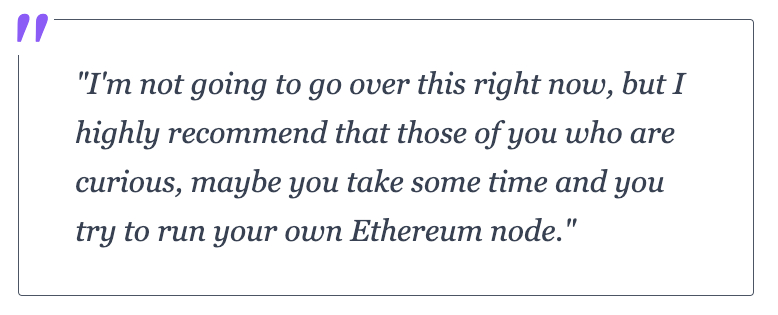 "I'm not going to go over this right now, but I
highly recommend that those of you who are
curious, maybe you take some time and you
try to run your own Ethereum node."